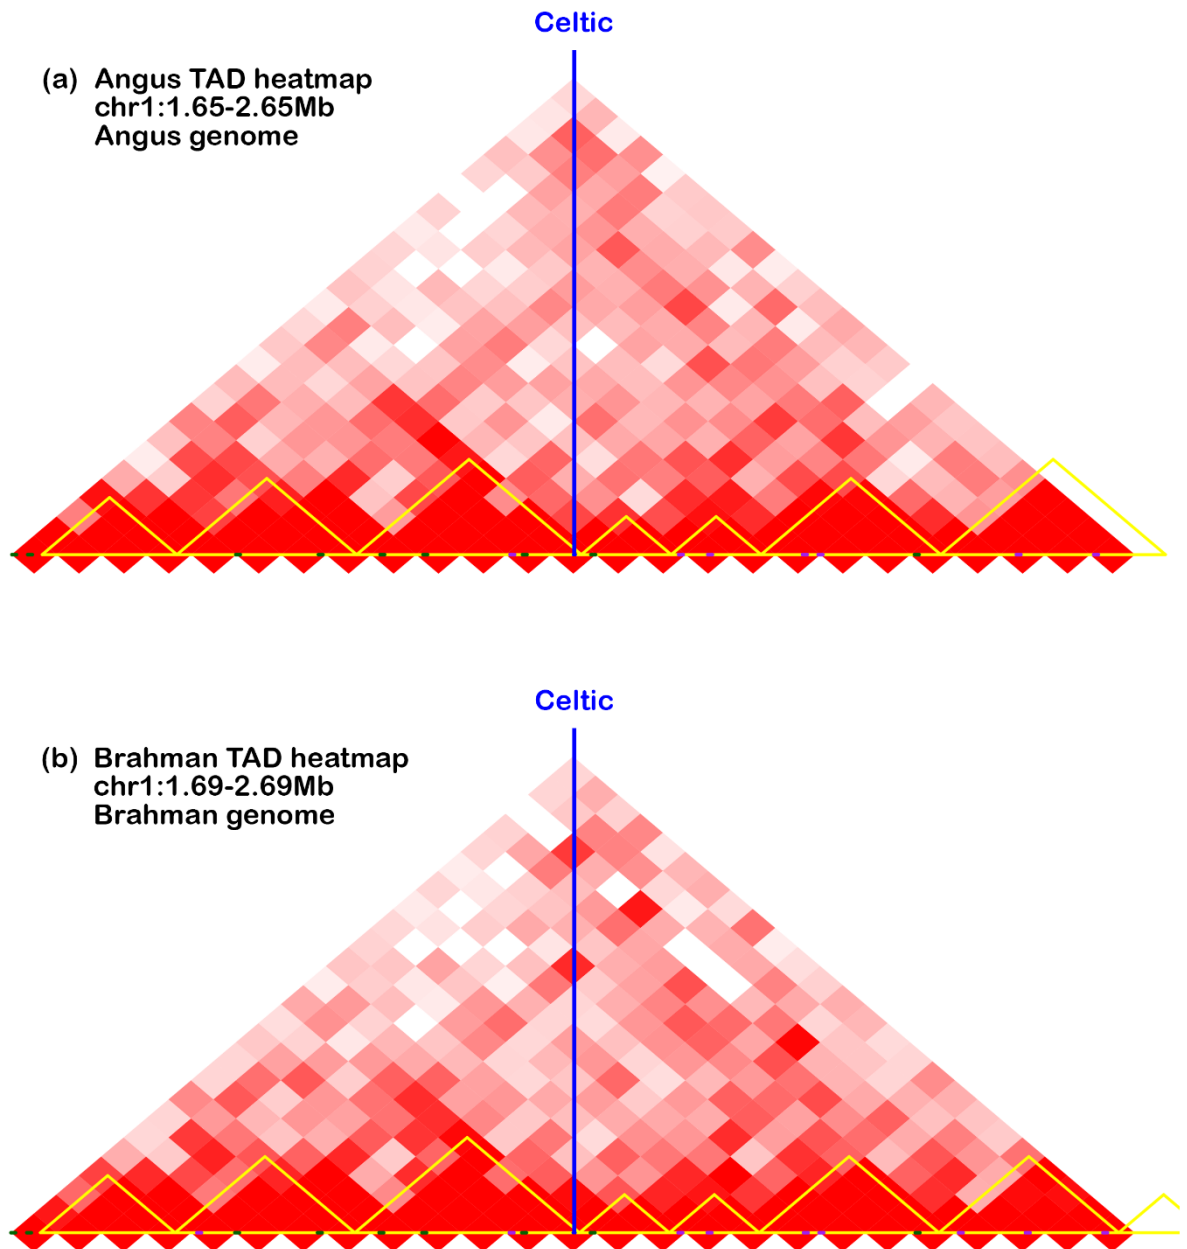 Celtic
(a) Angus TAD heatmap
chr1:1.65-2.65Mb
Angus genome
Celtic
(b) Brahman TAD heatmap
chr1:1.69-2.69Mb
Brahman genome